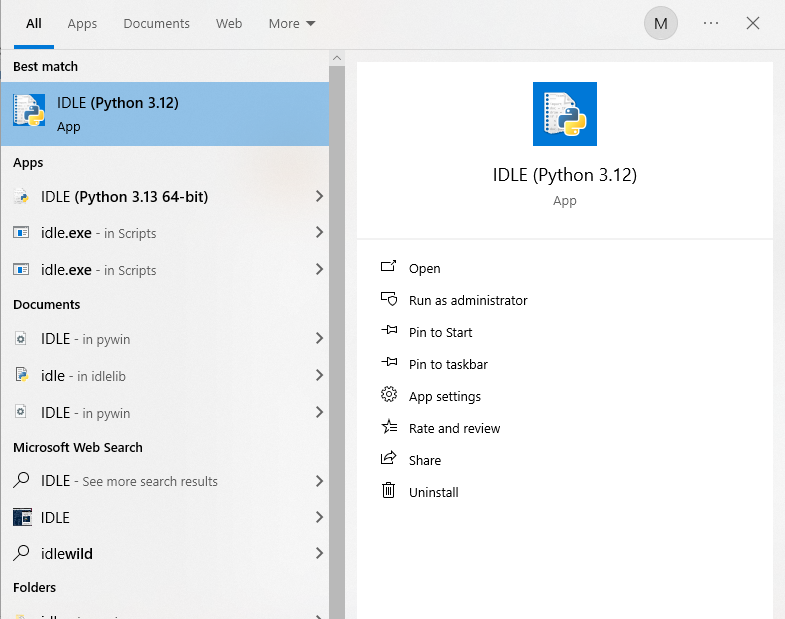 All Apps Documents Web More M
Best match
IDLE (Python 3.12)
App
Apps
IDLE (Python 3.13 64-bit)
idle.exe - in Scripts
idle.exe - in Scripts
Documents
IDLE - in pywin
idle - in idlelib
IDLE - in pywin
Microsoft Web Search
IDLE - See more search results
IDLE
idlewild
Folders
IDLE (Python 3.12)
App
Open
Run as administrator
Pin to Start
Pin to taskbar
App settings
Rate and review
Share
Uninstall